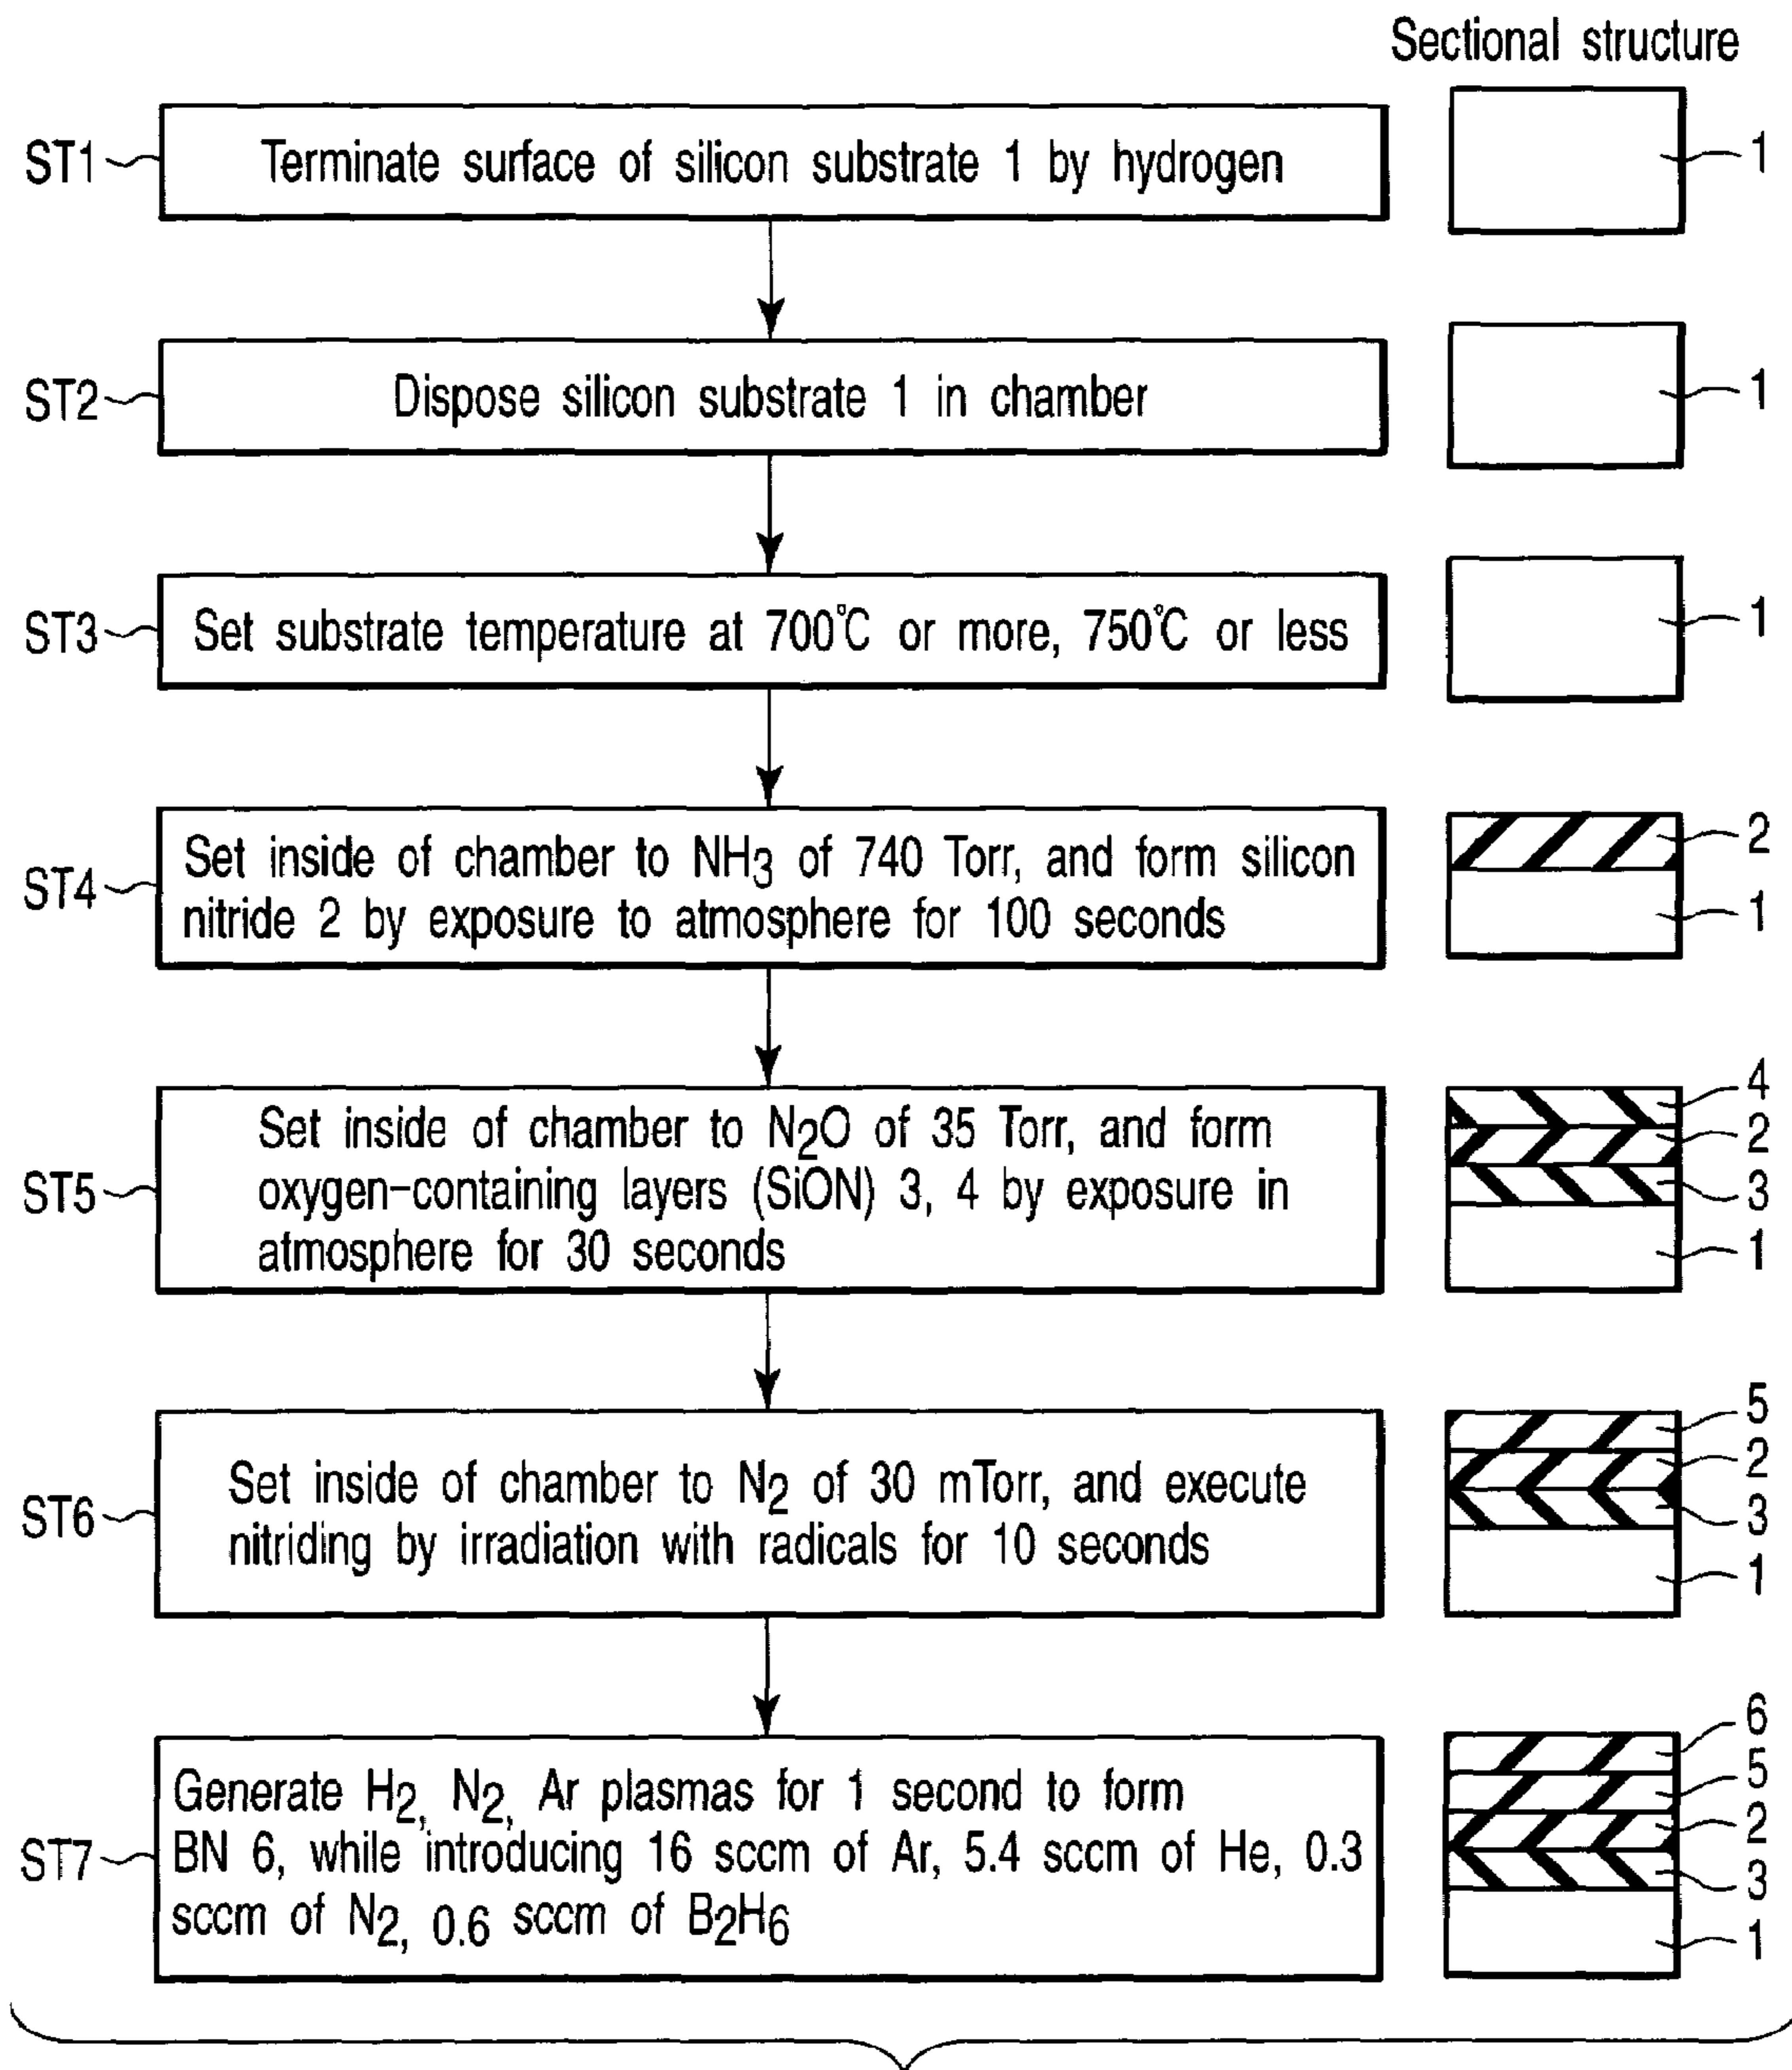 Sectional structure
ST1
Terminate surface of silicon substrate 1 by hydrogen
1
ST2
Dispose silicon substrate 1 in chamber
1
ST3
Set substrate temperature at 700℃ or more, 750℃ or less
1
ST4
Set inside of chamber to NH3 of 740 Torr, and form silicon
nitride 2 by exposure to atmosphere for 100 seconds
2
1
ST5
Set inside of chamber to N2O of 35 Torr, and form
oxygen-containing layers (SiON) 3, 4 by exposure in
atmosphere for 30 seconds
4
2
3
1
ST6
Set inside of chamber to N2 of 30 mTorr, and execute
nitriding by irradiation with radicals for 10 seconds
5
2
3
1
ST7
Generate H2, N2, Ar plasmas for 1 second to form
BN 6, while introducing 16 sccm of Ar, 5.4 sccm of He, 0.3
sccm of N2, 0.6 sccm of B2H6
6
5
2
3
1